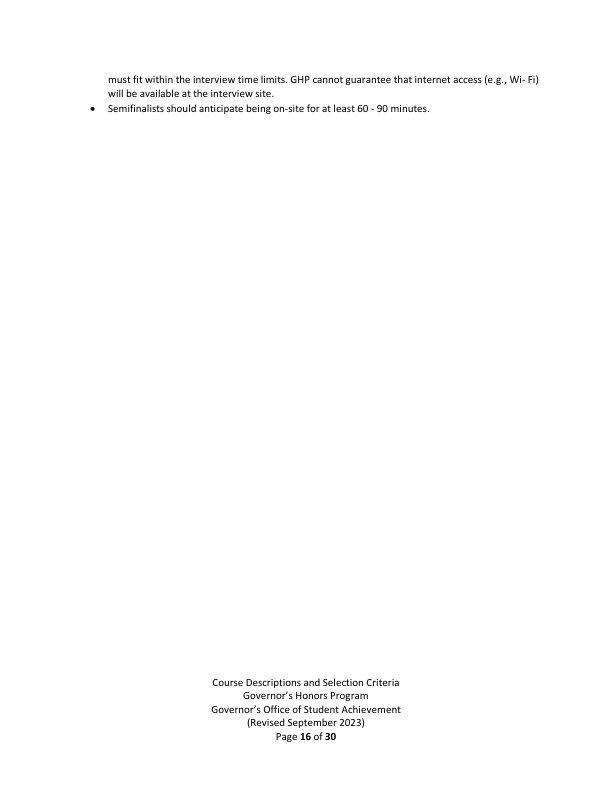 must fit within the interview time limits. GHP cannot guarantee that internet access (e.g., Wi- Fi)
will be available at the interview site.
• Semifinalists should anticipate being on-site for at least 60 - 90 minutes.
Course Descriptions and Selection Criteria
Governor’s Honors Program
Governor’s Office of Student Achievement
(Revised September 2023)
Page 16 of 30